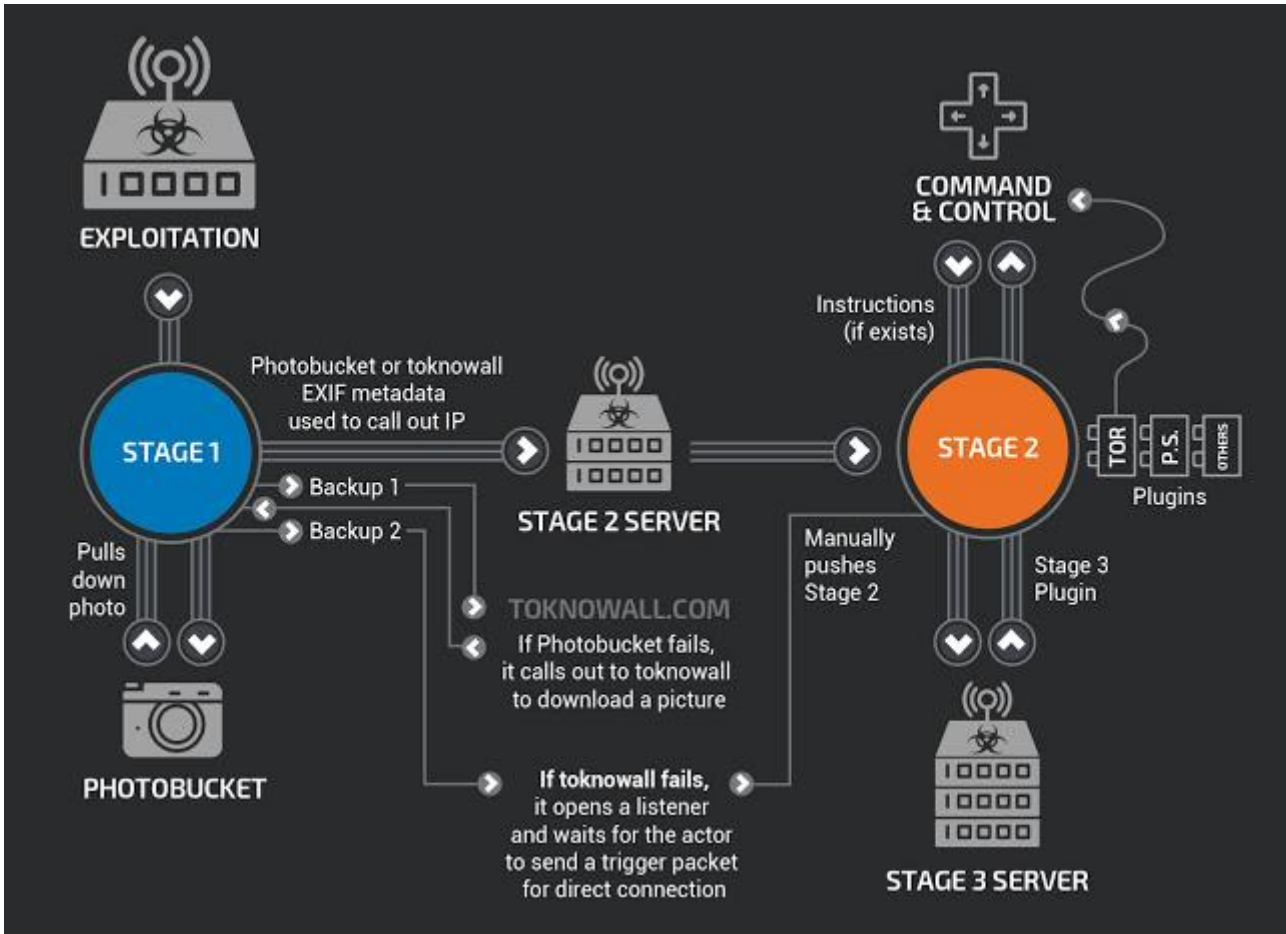 EXPLOITATION
COMMAND
& CONTROL
Instructions
(if exists)
Photobucket or toknowall
EXIF metadata
used to call out IP
STAGE 1
STAGE 2 SERVER
STAGE 2
TOR
P.S.
OTHERS
Plugins
Backup 1
Backup 2
Pulls
down
photo
PHOTOBUCKET
TOKNOWALL.COM
If Photobucket fails,
it calls out to toknowall
to download a picture
If toknowall fails,
it opens a listener
and waits for the actor
to send a trigger packet
for direct connection
Manually
pushes
Stage 2
Stage 3
Plugin
STAGE 3 SERVER